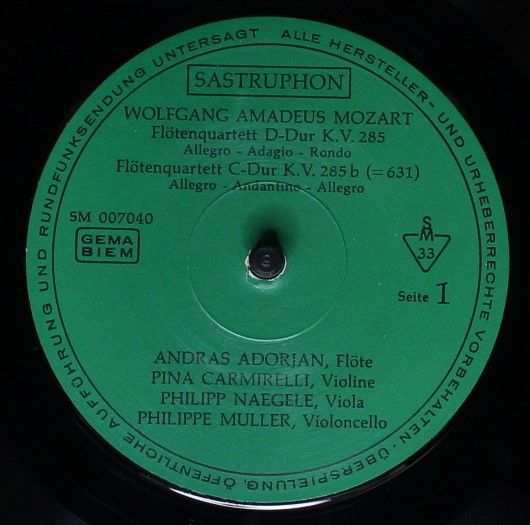 ALLE HERSTELLER- UND URHEBERRECHTE VORBEHALTEN · ÜBERSPIELUNG, ÖFFENTLICHE AUFFÜHRUNG UND RUNDFUNKSENDUNG UNTERSAGT
SASTRUPHON
WOLFGANG AMADEUS MOZART
Flötenquartett D-Dur K.V. 285
Allegro - Adagio - Rondo
Flötenquartett C-Dur K.V. 285 b (=631)
Allegro - Andantino - Allegro
SM 007040
GEMA
BIEM
S
M
33
Seite 1
ANDRAS ADORJAN, Flöte
PINA CARMIRELLI, Violine
PHILIPP NAEGELE, Viola
PHILIPPE MULLER, Violoncello